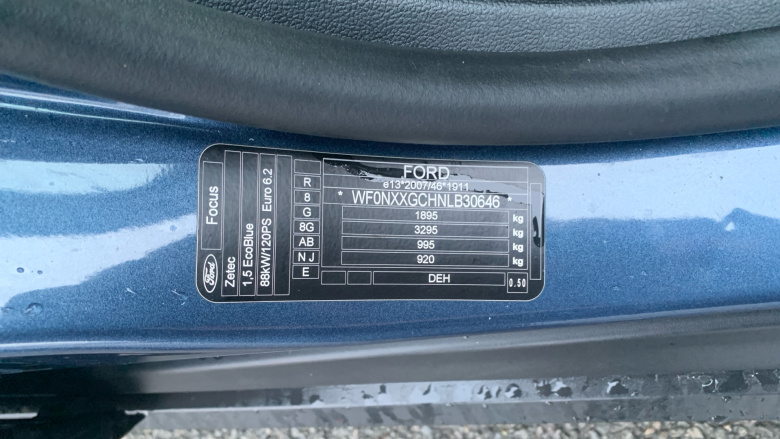 FORD
e13*2007/46*1911
* WF0NXXGCHNLB30646 *
1895 kg
3295 kg
995 kg
920 kg
DEH
0.50
R
8
G
8G
AB
N J
E
Focus
Ford
Zetec
1,5 EcoBlue
88kW/120PS Euro 6.2